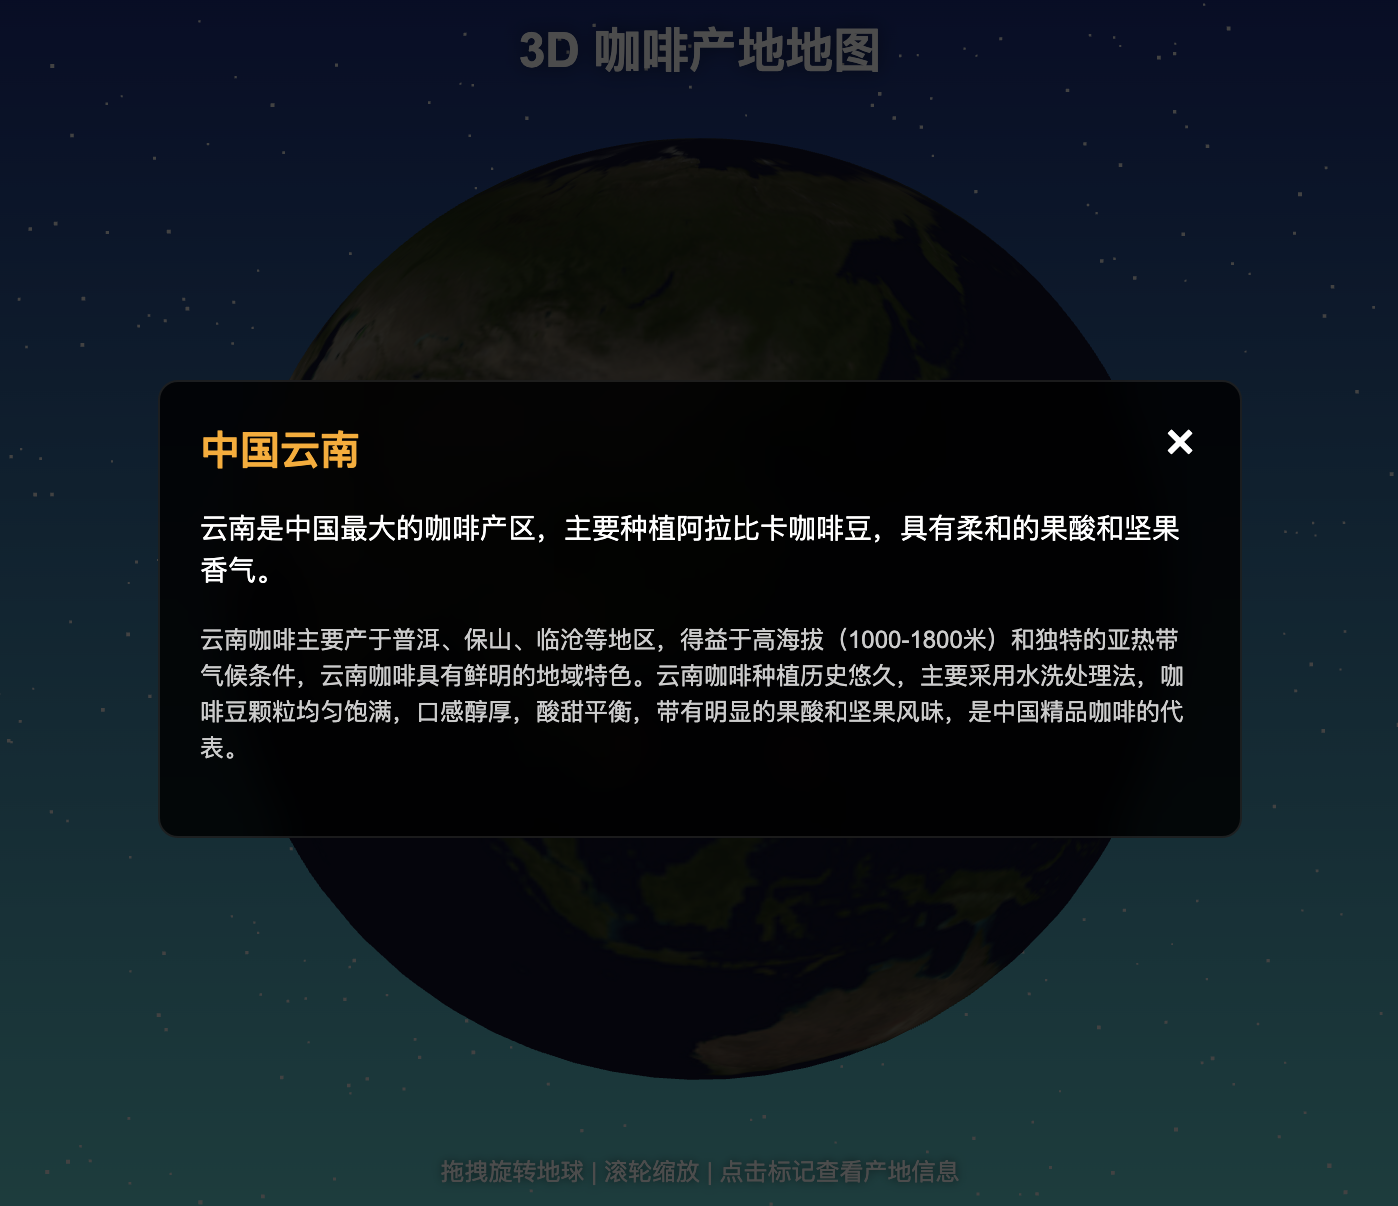 3D 咖啡产地地图
中国云南
×
云南是中国最大的咖啡产区，主要种植阿拉比卡咖啡豆，具有柔和的果酸和坚果
香气。
云南咖啡主要产于普洱、保山、临沧等地区，得益于高海拔（1000-1800米）和独特的亚热带
气候条件，云南咖啡具有鲜明的地域特色。云南咖啡种植历史悠久，主要采用水洗处理法，咖
啡豆颗粒均匀饱满，口感醇厚，酸甜平衡，带有明显的果酸和坚果风味，是中国精品咖啡的代
表。
拖拽旋转地球 | 滚轮缩放 | 点击标记查看产地信息